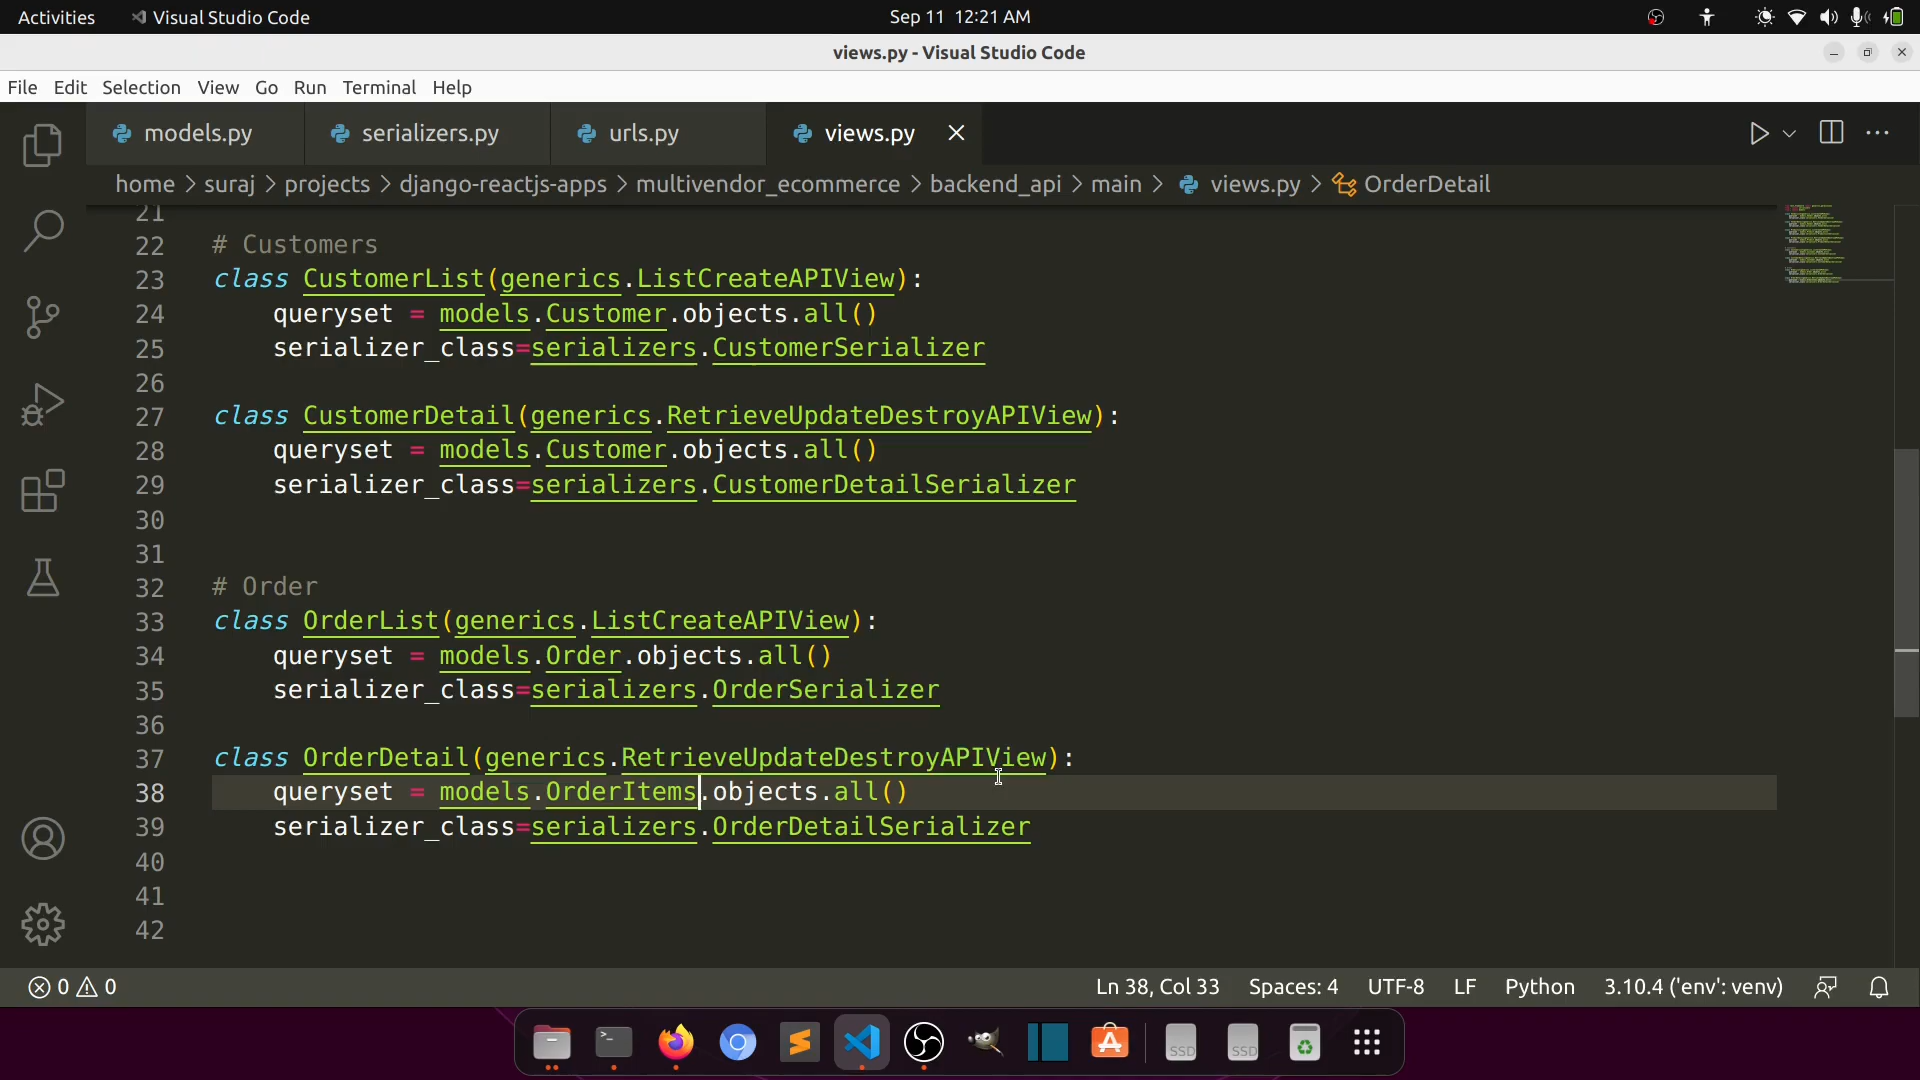 Activities Visual Studio Code Sep 11 12:21 AM
views.py - Visual Studio Code
File Edit Selection View Go Run Terminal Help
models.py serializers.py urls.py views.py
home > suraj > projects > django-reactjs-apps > multivendor_ecommerce > backend_api > main > views.py > OrderDetail
21
22 # Customers
23 class CustomerList(generics.ListCreateAPIView):
24 queryset = models.Customer.objects.all()
25 serializer_class=serializers.CustomerSerializer
26
27 class CustomerDetail(generics.RetrieveUpdateDestroyAPIView):
28 queryset = models.Customer.objects.all()
29 serializer_class=serializers.CustomerDetailSerializer
30
31
32 # Order
33 class OrderList(generics.ListCreateAPIView):
34 queryset = models.Order.objects.all()
35 serializer_class=serializers.OrderSerializer
36
37 class OrderDetail(generics.RetrieveUpdateDestroyAPIView):
38 queryset = models.OrderItems.objects.all()
39 serializer_class=serializers.OrderDetailSerializer
40
41
42
0 0 Ln 38, Col 33 Spaces: 4 UTF-8 LF Python 3.10.4 ('env': venv)
SSD SSD